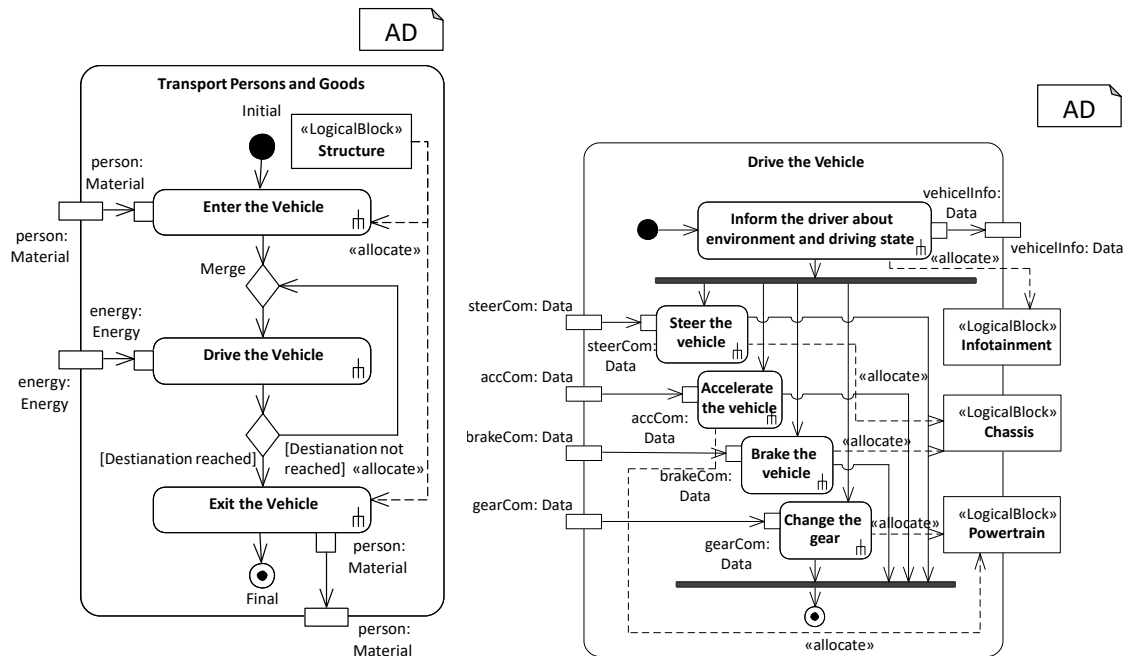 AD
Transport Persons and Goods
Initial
«LogicalBlock»
Structure
person:
Material
Enter the Vehicle
person:
Material
«allocate»
Merge
energy:
Energy
Drive the Vehicle
energy:
Energy
[Destianation reached]
[Destianation not
reached]
«allocate»
Exit the Vehicle
person:
Material
Final
person:
Material
AD
Drive the Vehicle
vehicelInfo:
Data
Inform the driver about
environment and driving state
vehicelInfo: Data
«allocate»
steerCom: Data
Steer the
vehicle
steerCom:
Data
«LogicalBlock»
Infotainment
accCom: Data
«allocate»
Accelerate
the vehicle
accCom:
Data
«LogicalBlock»
Chassis
brakeCom: Data
Brake the
vehicle
«allocate»
brakeCom:
Data
gearCom: Data
Change the
gear
«allocate»
gearCom:
Data
«LogicalBlock»
Powertrain
«allocate»